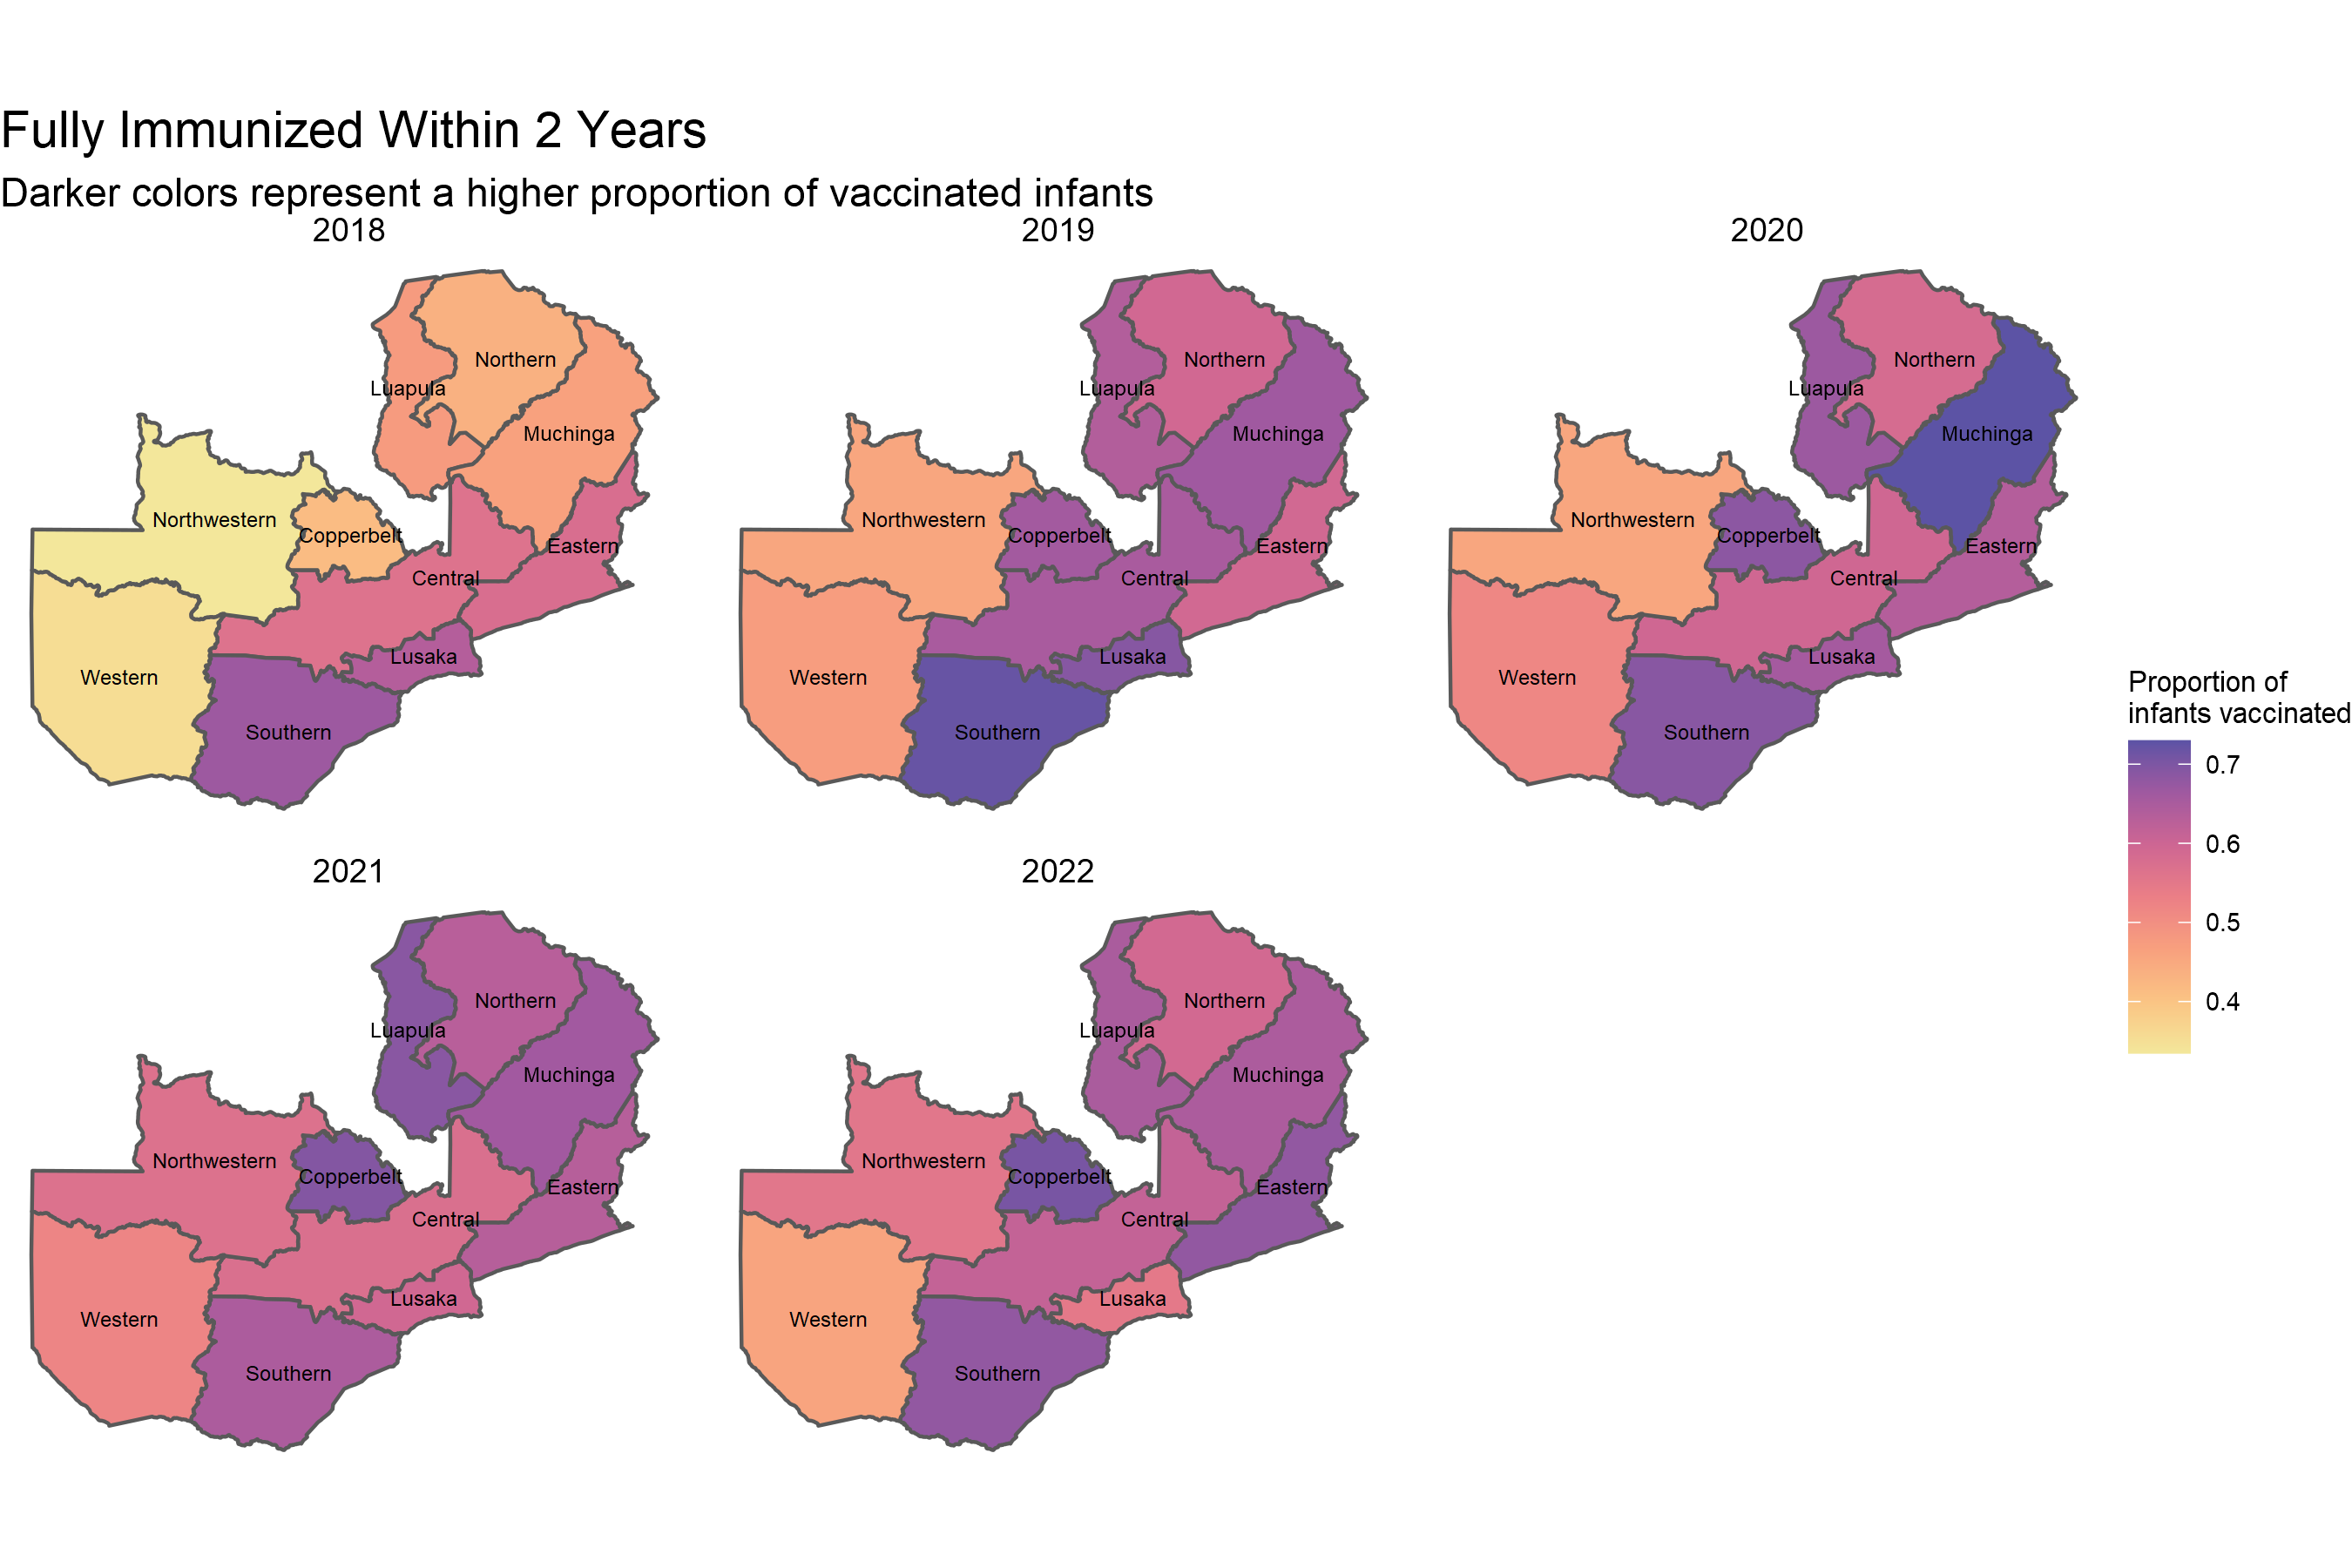 Fully Immunized Within 2 Years
Darker colors represent a higher proportion of vaccinated infants
2018
Northern
Luapula
Muchinga
Northwestern
Copperbelt
Eastern
Central
Lusaka
Western
Southern
2019
Northern
Luapula
Muchinga
Northwestern
Copperbelt
Eastern
Central
Lusaka
Western
Southern
2020
Northern
Luapula
Muchinga
Northwestern
Copperbelt
Eastern
Central
Lusaka
Western
Southern
2021
Northern
Luapula
Muchinga
Northwestern
Copperbelt
Eastern
Central
Lusaka
Western
Southern
2022
Northern
Luapula
Muchinga
Northwestern
Copperbelt
Eastern
Central
Lusaka
Western
Southern
Proportion of
infants vaccinated
0.7
0.6
0.5
0.4